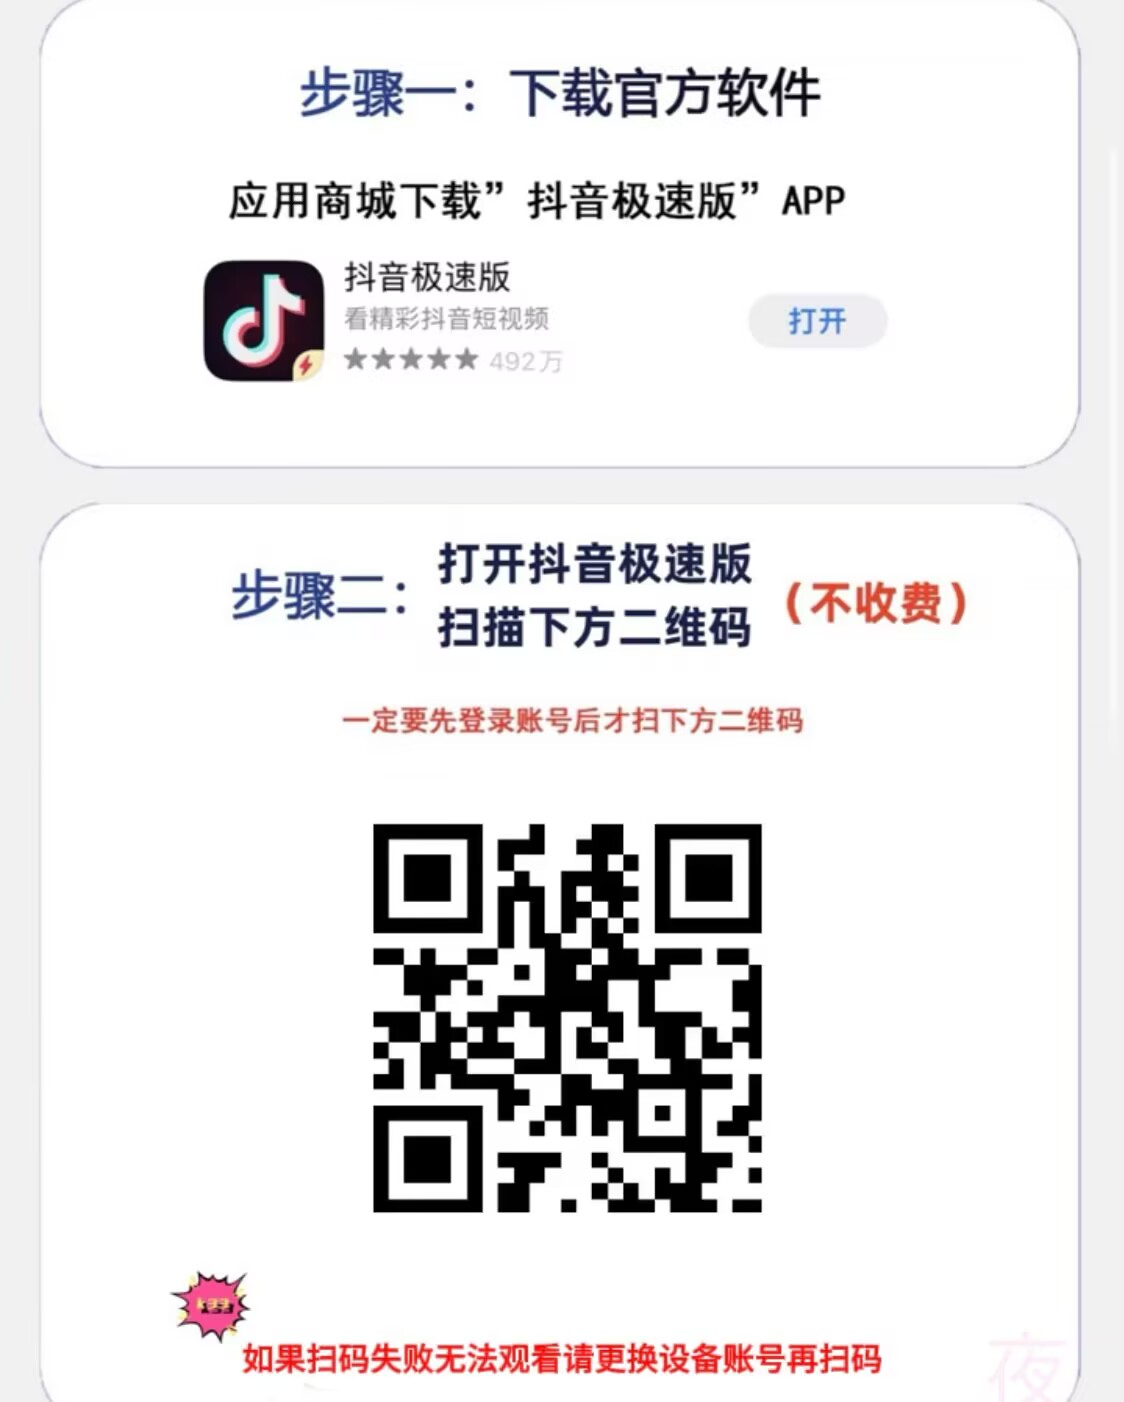 步骤一：下载官方软件
应用商城下载”抖音极速版”APP
抖音极速版
看精彩抖音短视频
★★★★★ 492万
打开
步骤二：
打开抖音极速版
扫描下方二维码
（不收费）
一定要先登录账号后才扫下方二维码
如果扫码失败无法观看请更换设备账号再扫码
夜